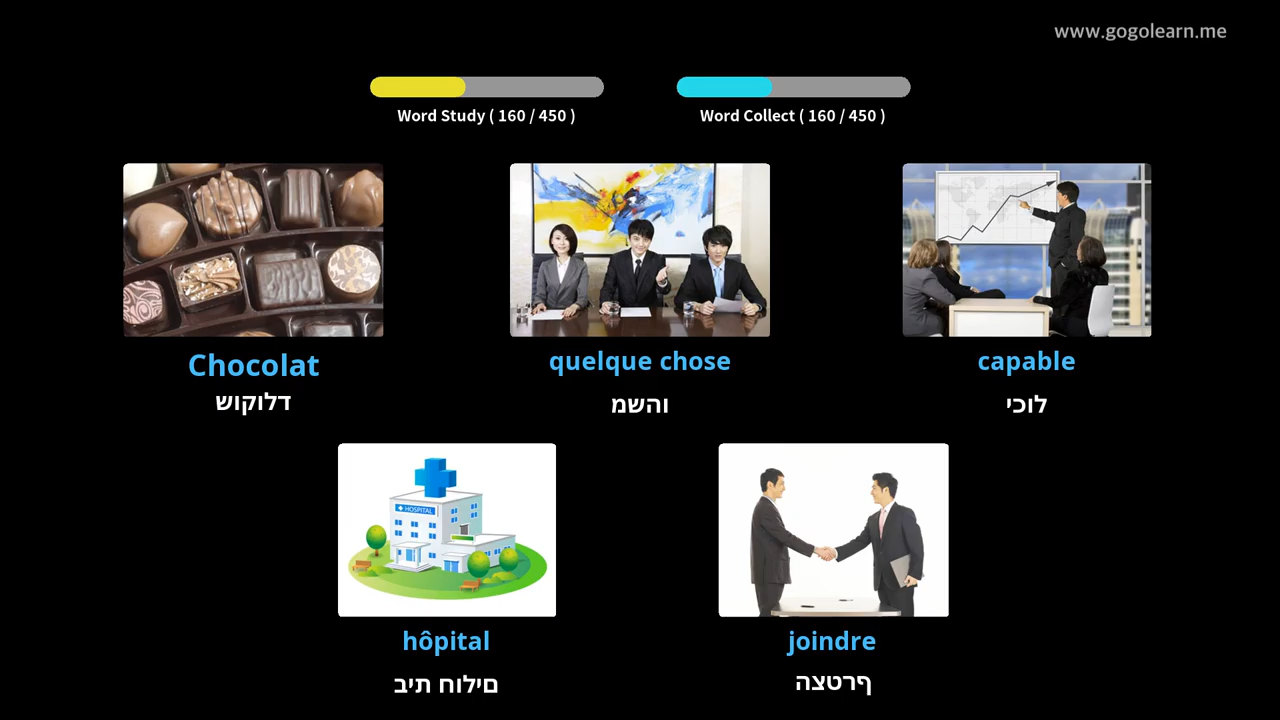 www.gogolearn.me
Word Study ( 160 / 450 )
Word Collect ( 160 / 450 )
Chocolat
דלוקוש
quelque chose
והשמ
capable
לוכי
HOSPITAL
hôpital
םילוח תיב
joindre
ףרטצה